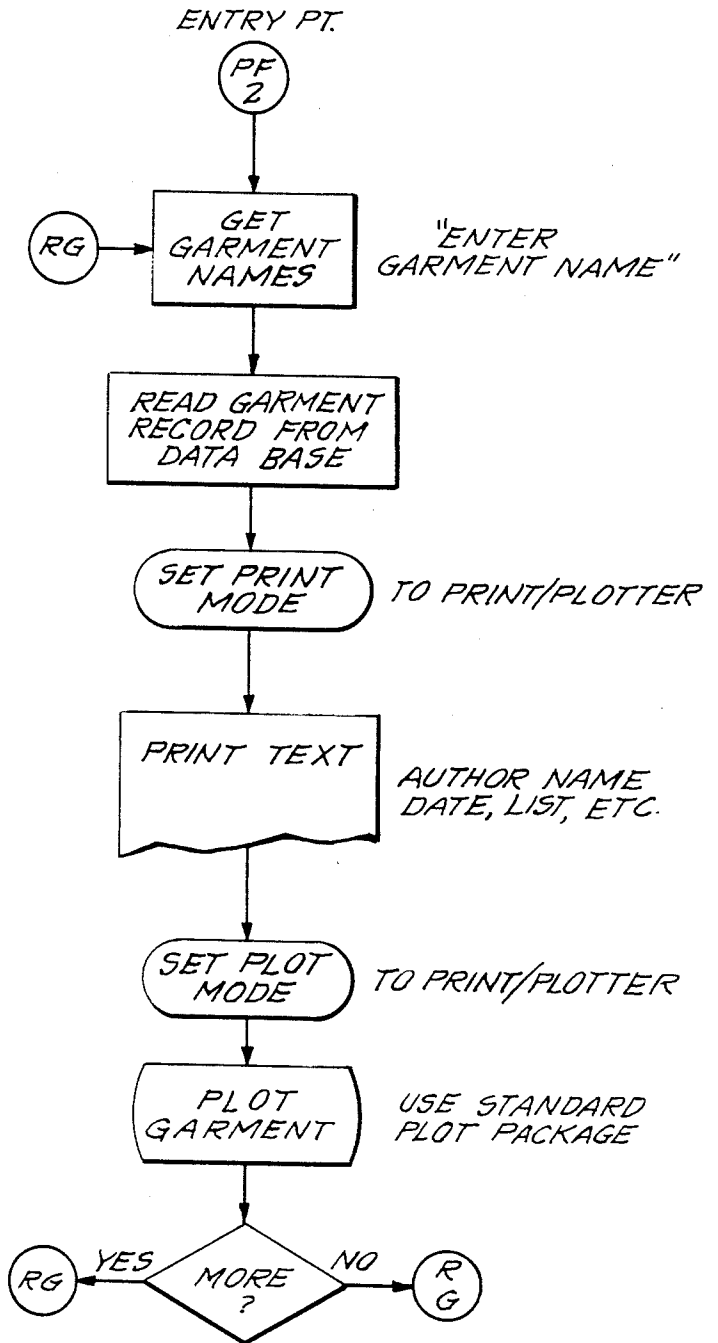 ENTRY PT.
PF
2
GET
GARMENT
NAMES
RG
"ENTER
GARMENT NAME"
READ GARMENT
RECORD FROM
DATA BASE
SET PRINT
MODE
TO PRINT/PLOTTER
PRINT TEXT
AUTHOR NAME
DATE, LIST, ETC.
SET PLOT
MODE
TO PRINT/PLOTTER
PLOT
GARMENT
USE STANDARD
PLOT PACKAGE
RG
YES
MORE
?
NO
R
G